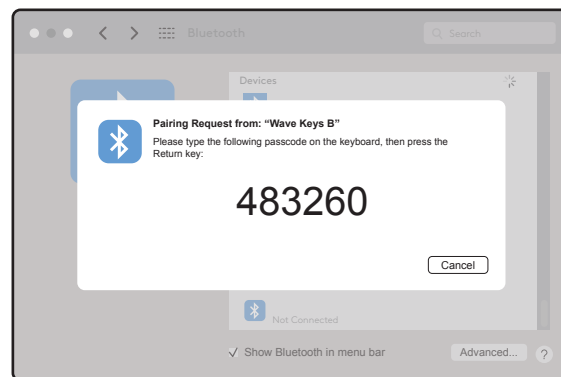 Bluetooth
Search
Devices
Pairing Request from: “Wave Keys B”
Please type the following passcode on the keyboard, then press the
Return key:
483260
Cancel
Not Connected
✓ Show Bluetooth in menu bar
Advanced...
?